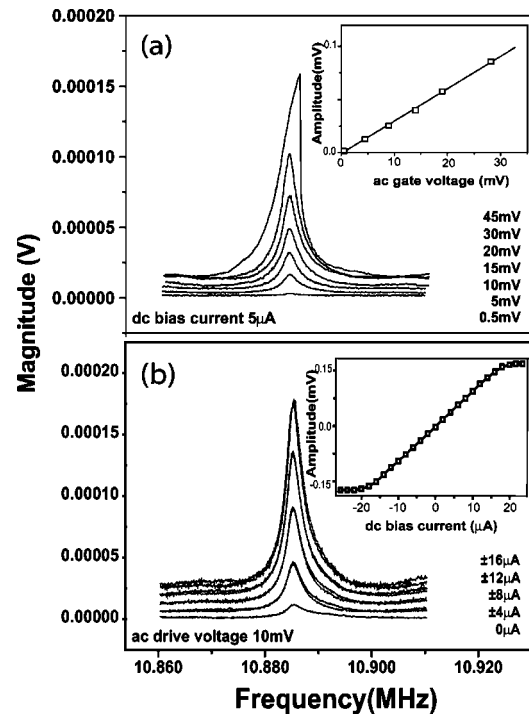 Magnitude (V)
0.00020
0.00015
0.00010
0.00005
0.00000
(a)
dc bias current 5μA
45mV
30mV
20mV
15mV
10mV
5mV
0.5mV
Amplitude(mV)
-0.1
0.0
0
10
20
30
ac gate voltage (mV)
0.00020
0.00015
0.00010
0.00005
0.00000
(b)
ac drive voltage 10mV
±16μA
±12μA
±8μA
±4μA
0μA
Amplitude(mV)
0.15
0.0
-0.15
-20
-10
0
10
20
dc bias current (μA)
10.860
10.880
10.900
10.920
Frequency(MHz)